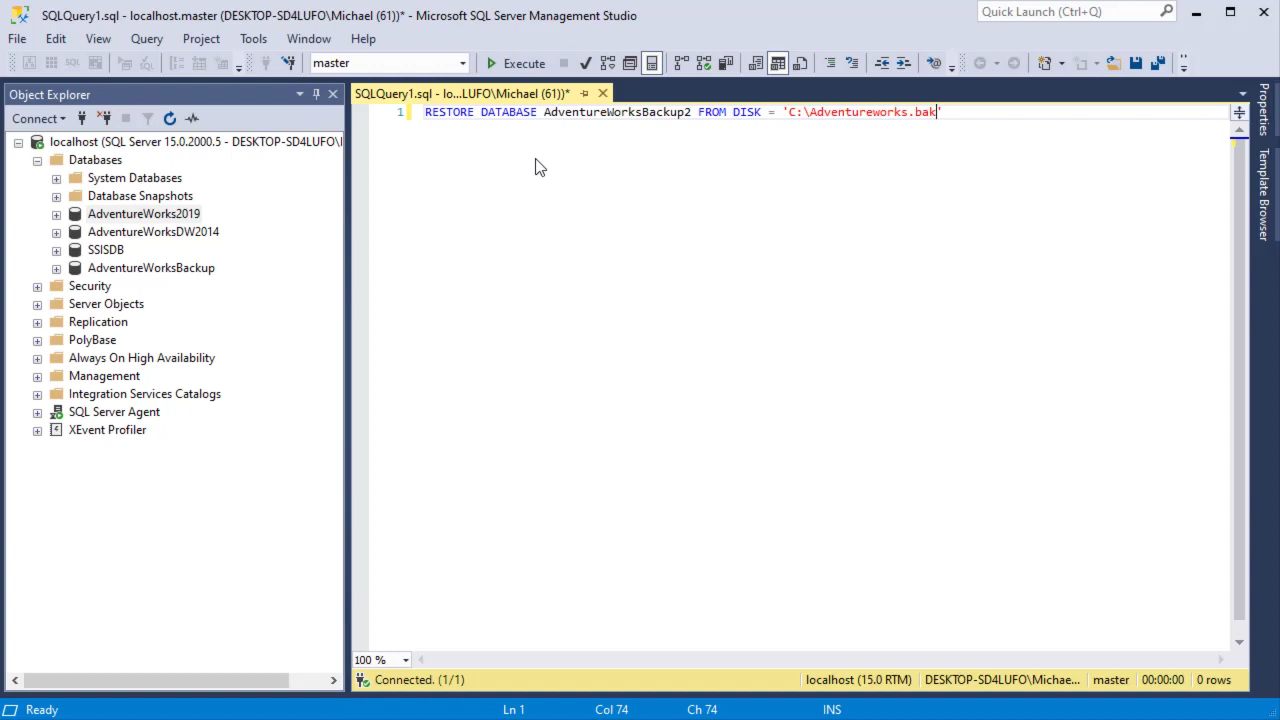 SQLQuery1.sql - localhost.master (DESKTOP-SD4LUFO\Michael (61))* - Microsoft SQL Server Management Studio
Quick Launch (Ctrl+Q)
File Edit View Query Project Tools Window Help
master Execute
Object Explorer
SQLQuery1.sql - lo...LUFO\Michael (61))*
Connect
1 RESTORE DATABASE AdventureWorksBackup2 FROM DISK = 'C:\Adventureworks.bak'
localhost (SQL Server 15.0.2000.5 - DESKTOP-SD4LUFO\
Databases
System Databases
Database Snapshots
AdventureWorks2019
AdventureWorksDW2014
SSISDB
AdventureWorksBackup
Security
Server Objects
Replication
PolyBase
Always On High Availability
Management
Integration Services Catalogs
SQL Server Agent
XEvent Profiler
Properties
Template Browser
100 %
Connected. (1/1) localhost (15.0 RTM) DESKTOP-SD4LUFO\Michae... master 00:00:00 0 rows
Ready Ln 1 Col 74 Ch 74 INS